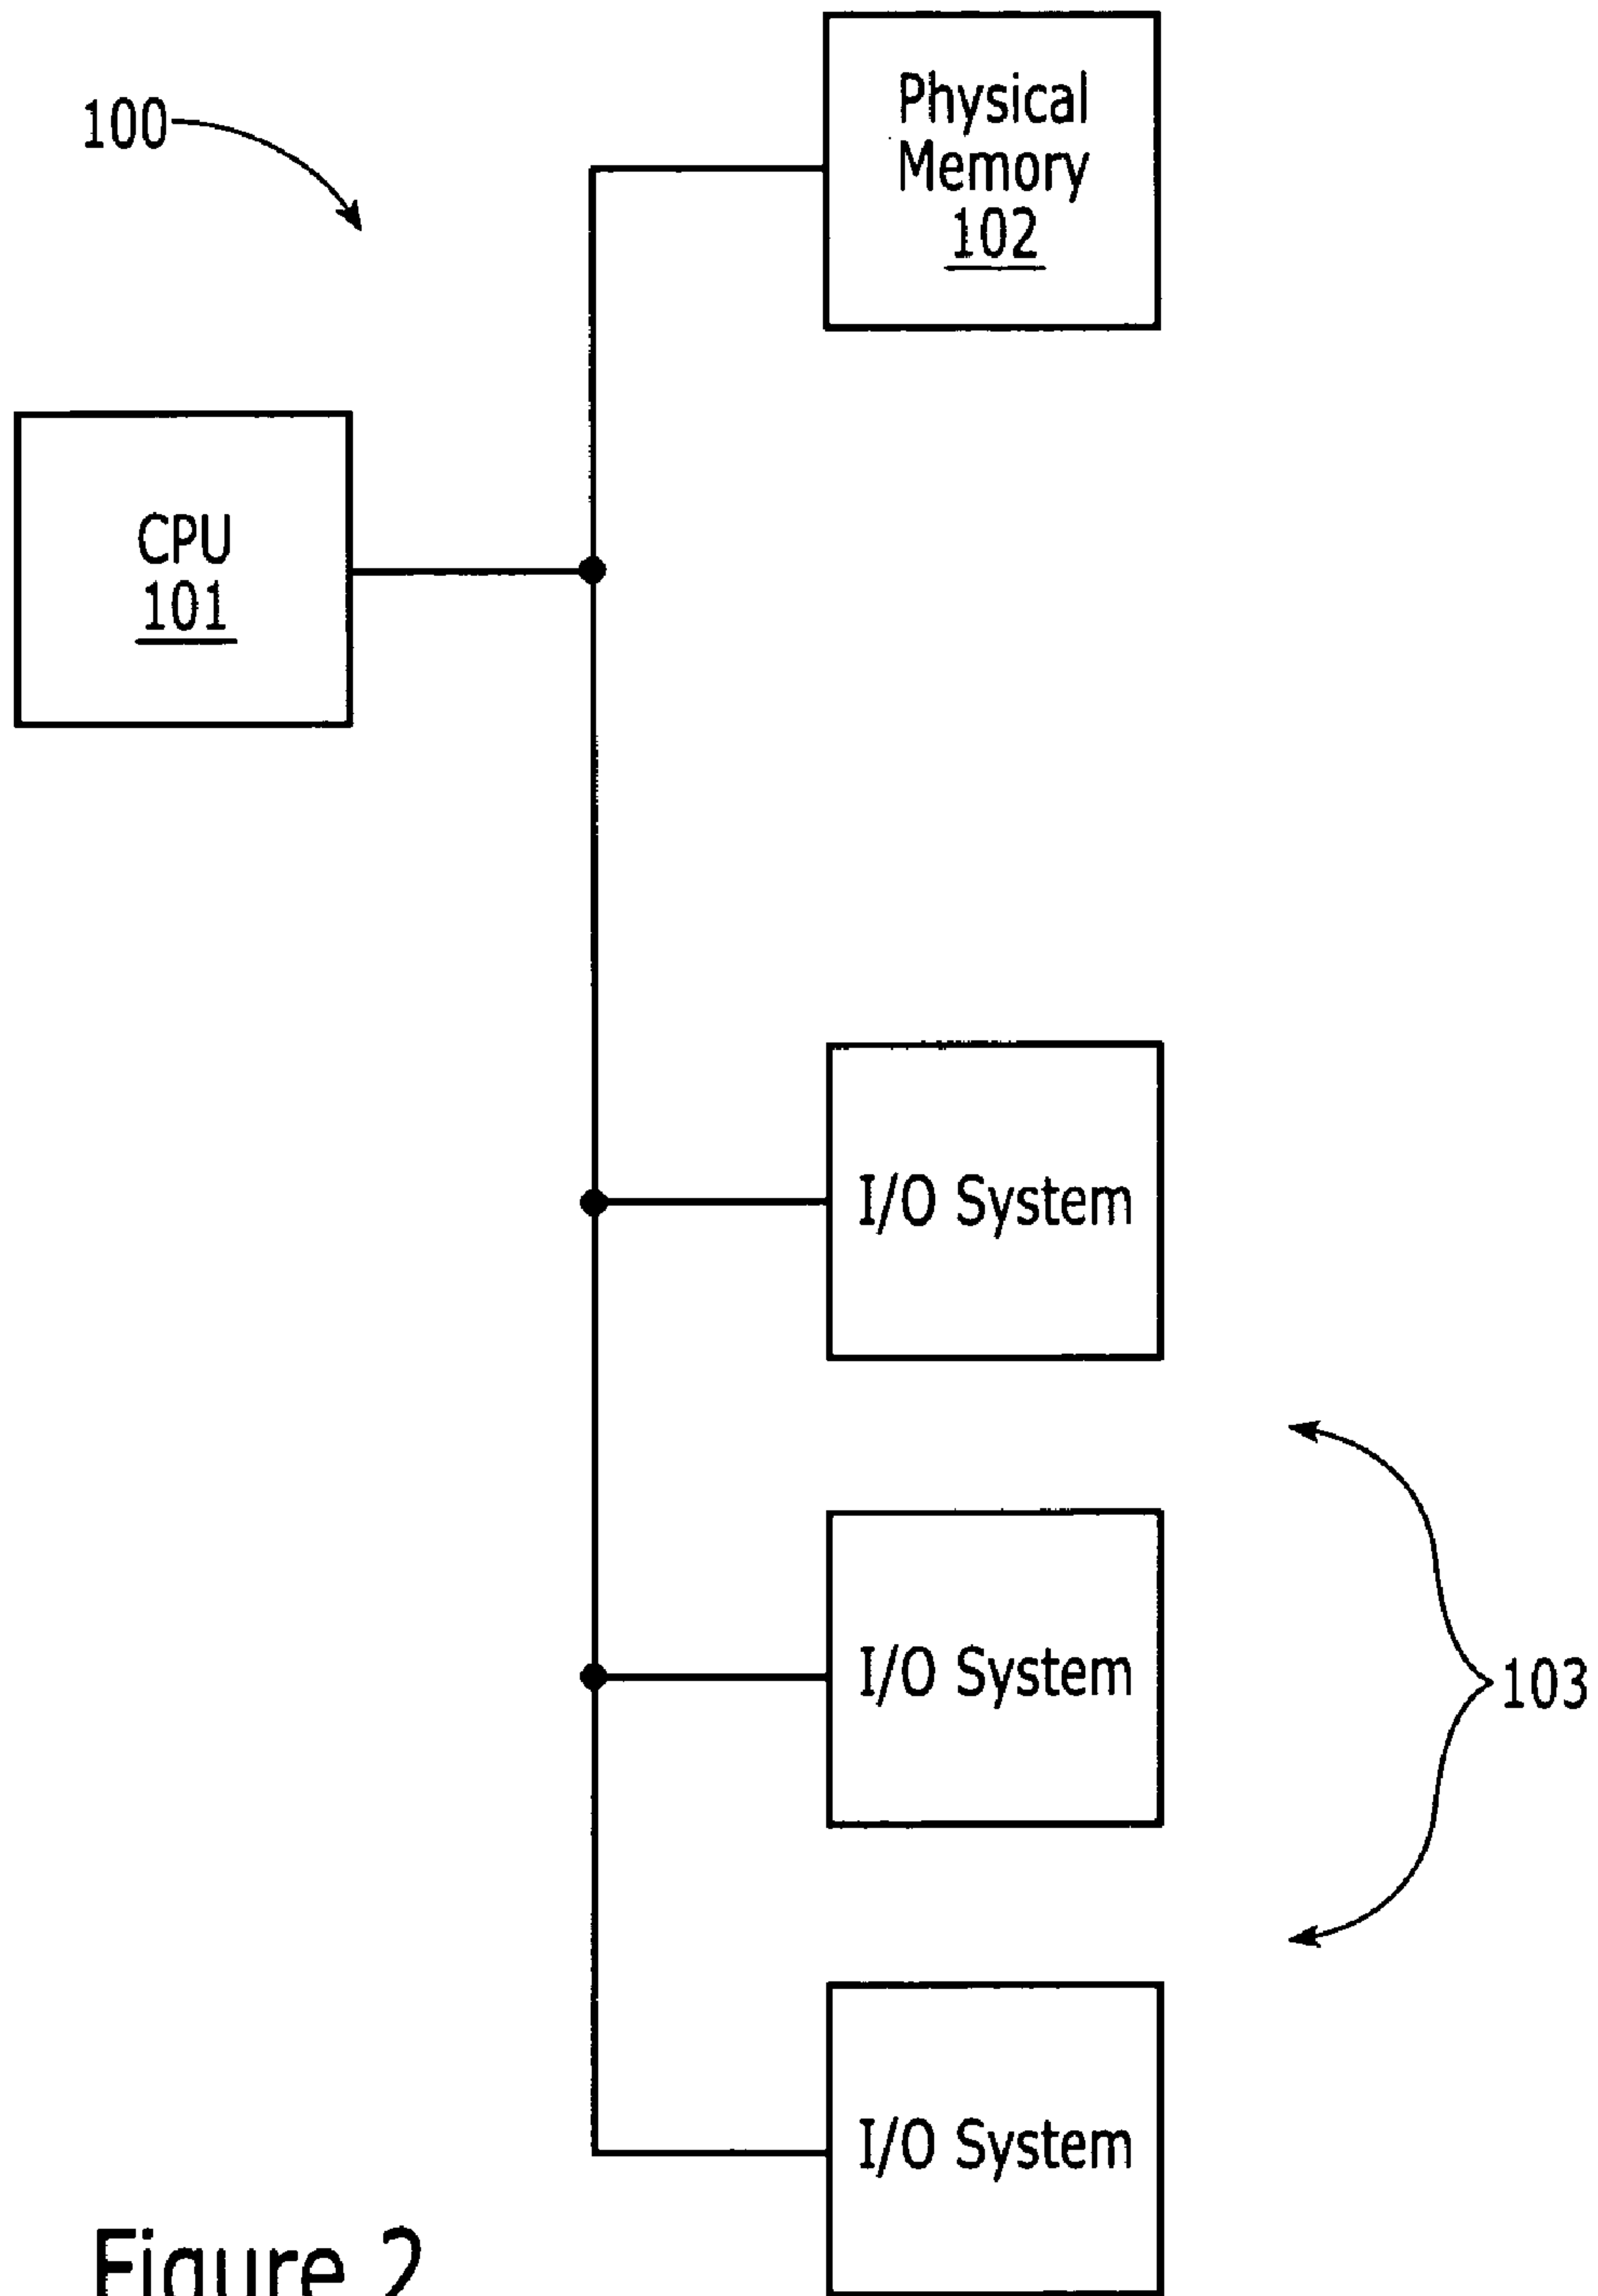 100
Physical
Memory
102
CPU
101
I/O System
I/O System
103
I/O System
Figure 2